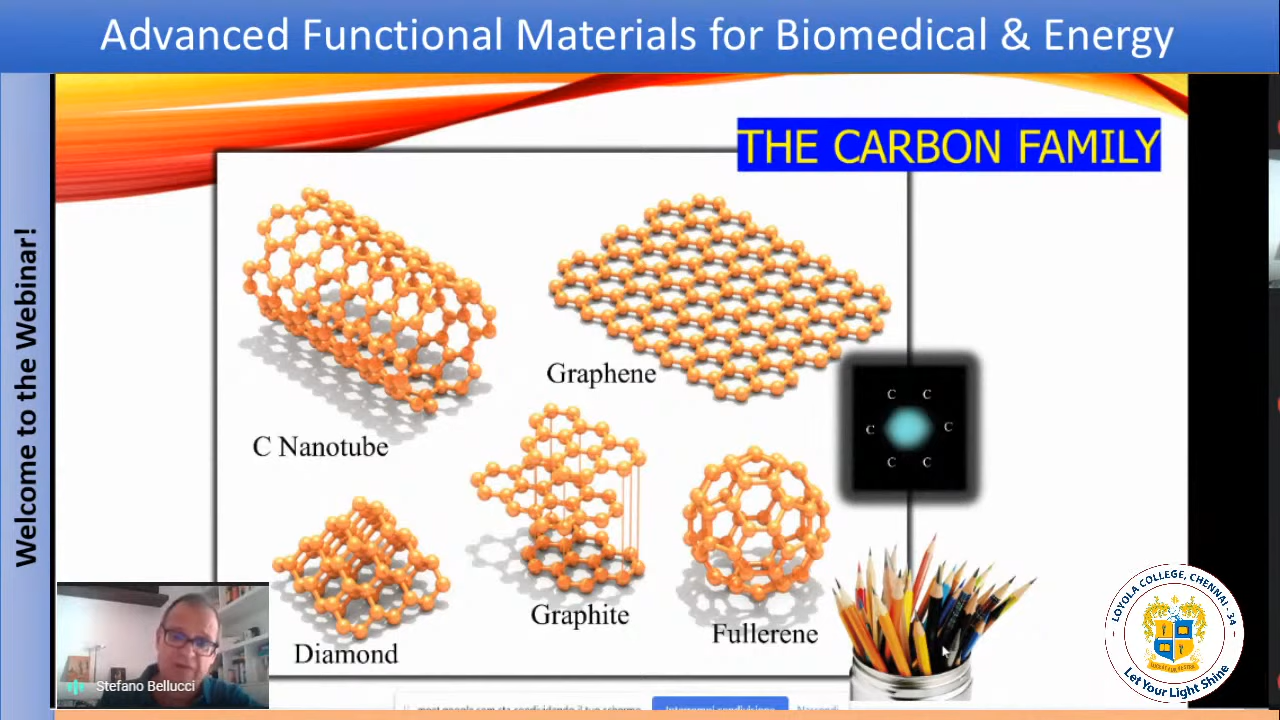 Advanced Functional Materials for Biomedical & Energy
Welcome to the Webinar!
THE CARBON FAMILY
Graphene
C Nanotube
C C
C C
C C
Graphite
Fullerene
Diamond
Stefano Bellucci
LOYOLA COLLEGE, CHENNAI - 34
Let Your Light Shine